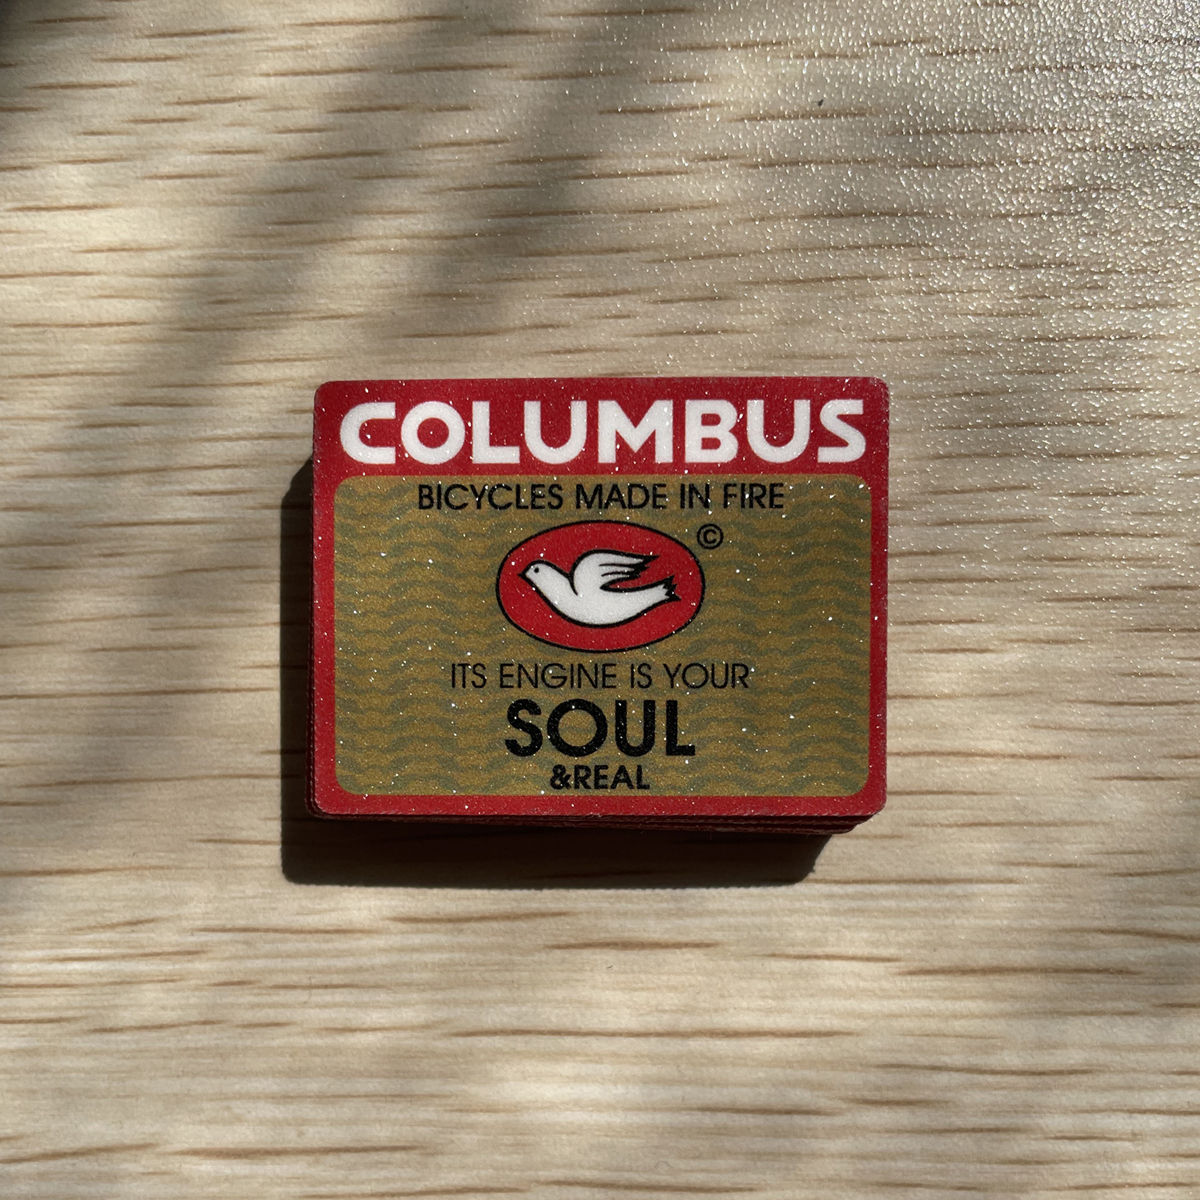 COLUMBUS
BICYCLES MADE IN FIRE
©
ITS ENGINE IS YOUR
SOUL
&REAL